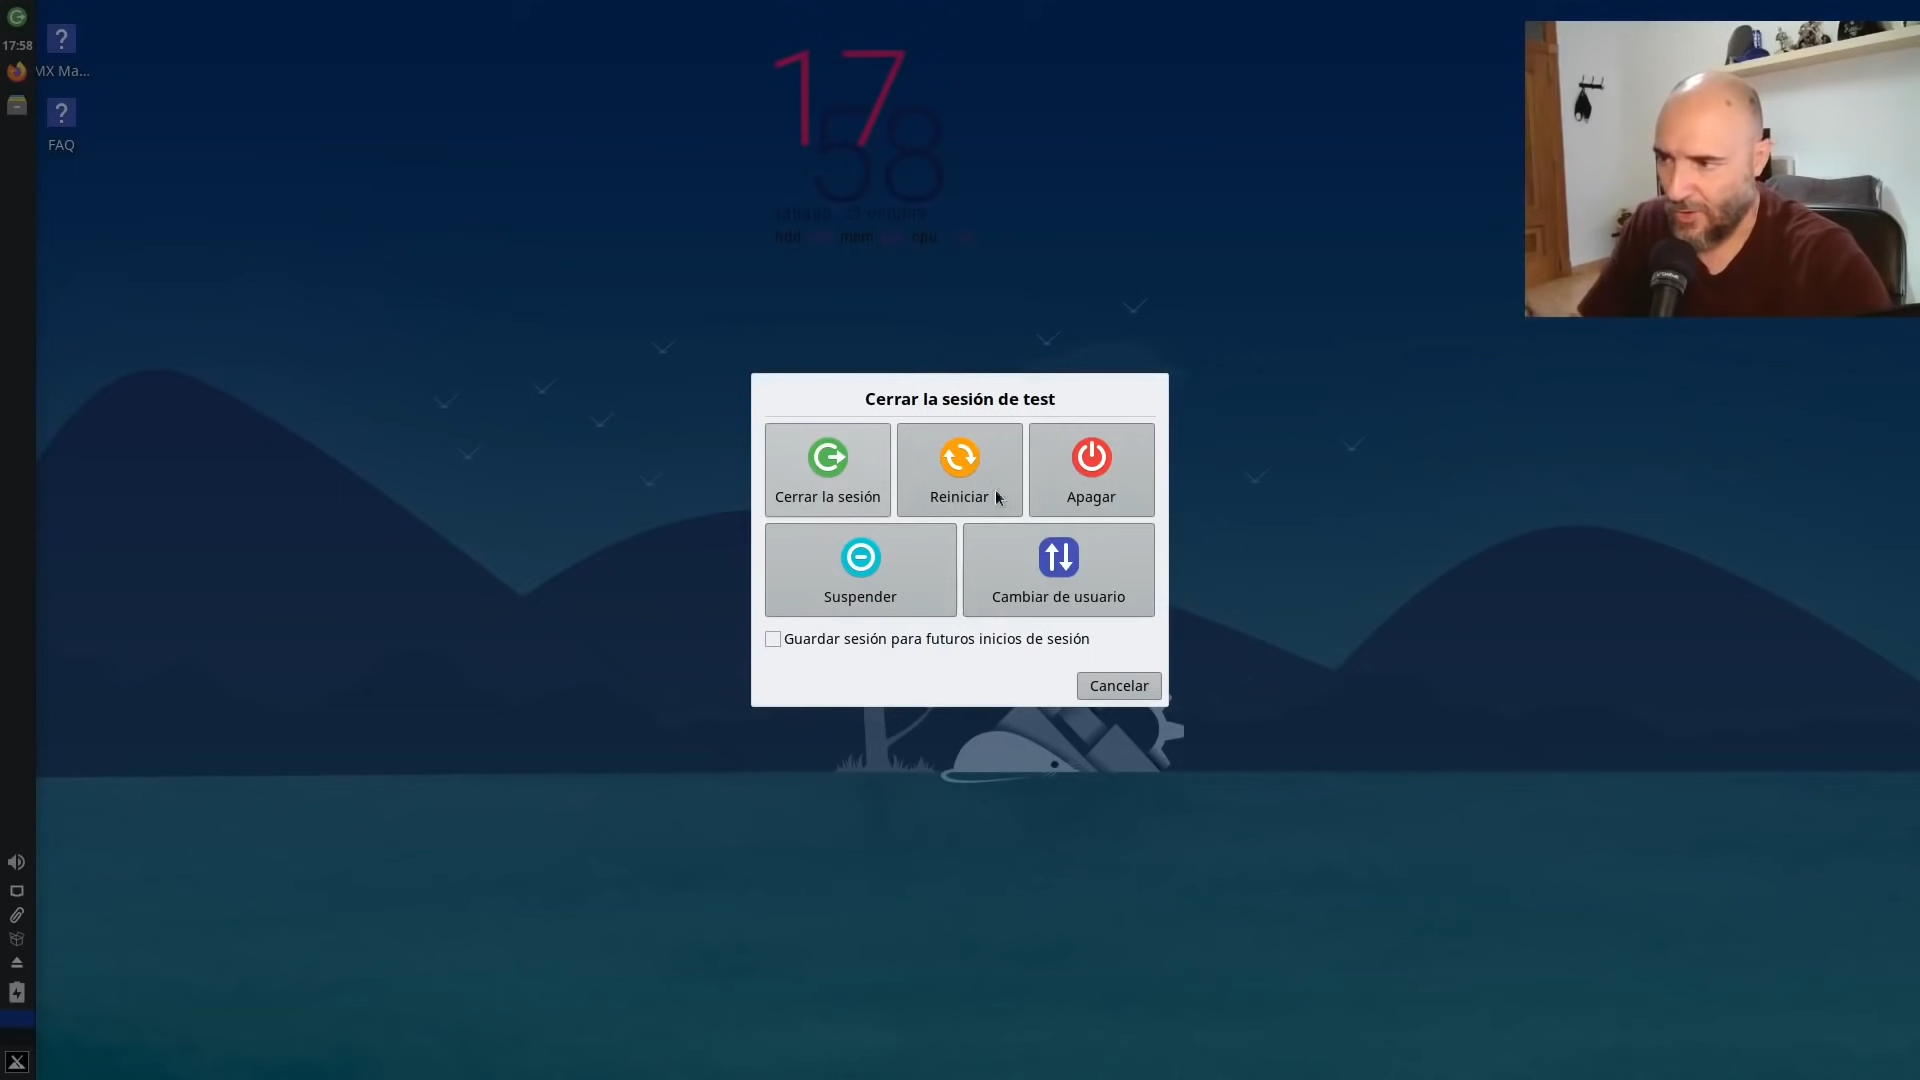 17:58
MX Ma...
FAQ
17
58
hdd mem cpu
Cerrar la sesión de test
Cerrar la sesión
Reiniciar
Apagar
Suspender
Cambiar de usuario
Guardar sesión para futuros inicios de sesión
Cancelar